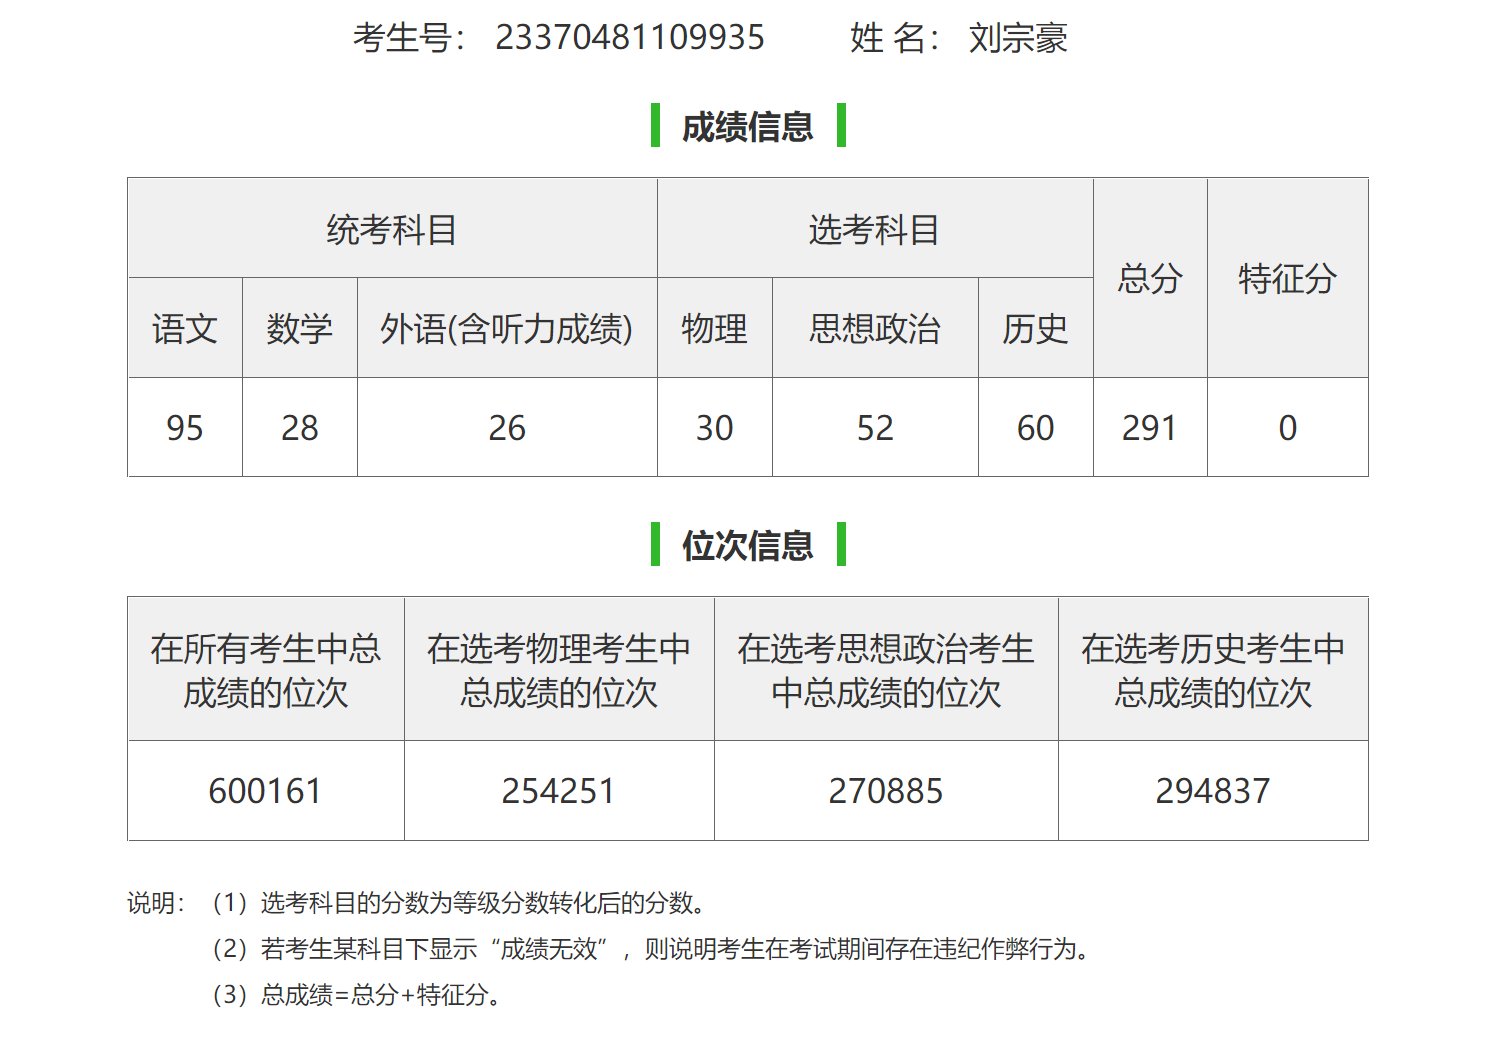 考生号： 23370481109935 姓 名： 刘宗豪
成绩信息
统考科目 选考科目 总分 特征分
语文 数学 外语(含听力成绩) 物理 思想政治 历史
95 28 26 30 52 60 291 0
位次信息
在所有考生中总成绩的位次 在选考物理考生中总成绩的位次 在选考思想政治考生中总成绩的位次 在选考历史考生中总成绩的位次
600161 254251 270885 294837
说明：（1）选考科目的分数为等级分数转化后的分数。
（2）若考生某科目下显示“成绩无效”，则说明考生在考试期间存在违纪作弊行为。
（3）总成绩=总分+特征分。